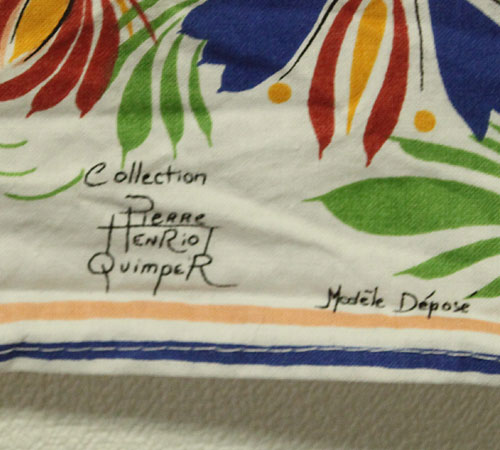 Collection
PIERRE
HENRIOT
QUIMPER
Modèle Déposé